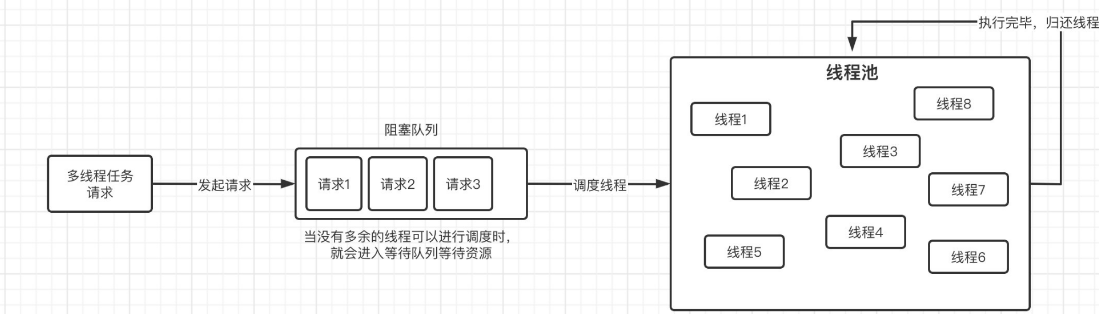 多线程任务
请求
发起请求
阻塞队列
请求1
请求2
请求3
当没有多余的线程可以进行调度时，
就会进入等待队列等待资源
调度线程
执行完毕，归还线程
线程池
线程8
线程1
线程3
线程2
线程7
线程4
线程5
线程6